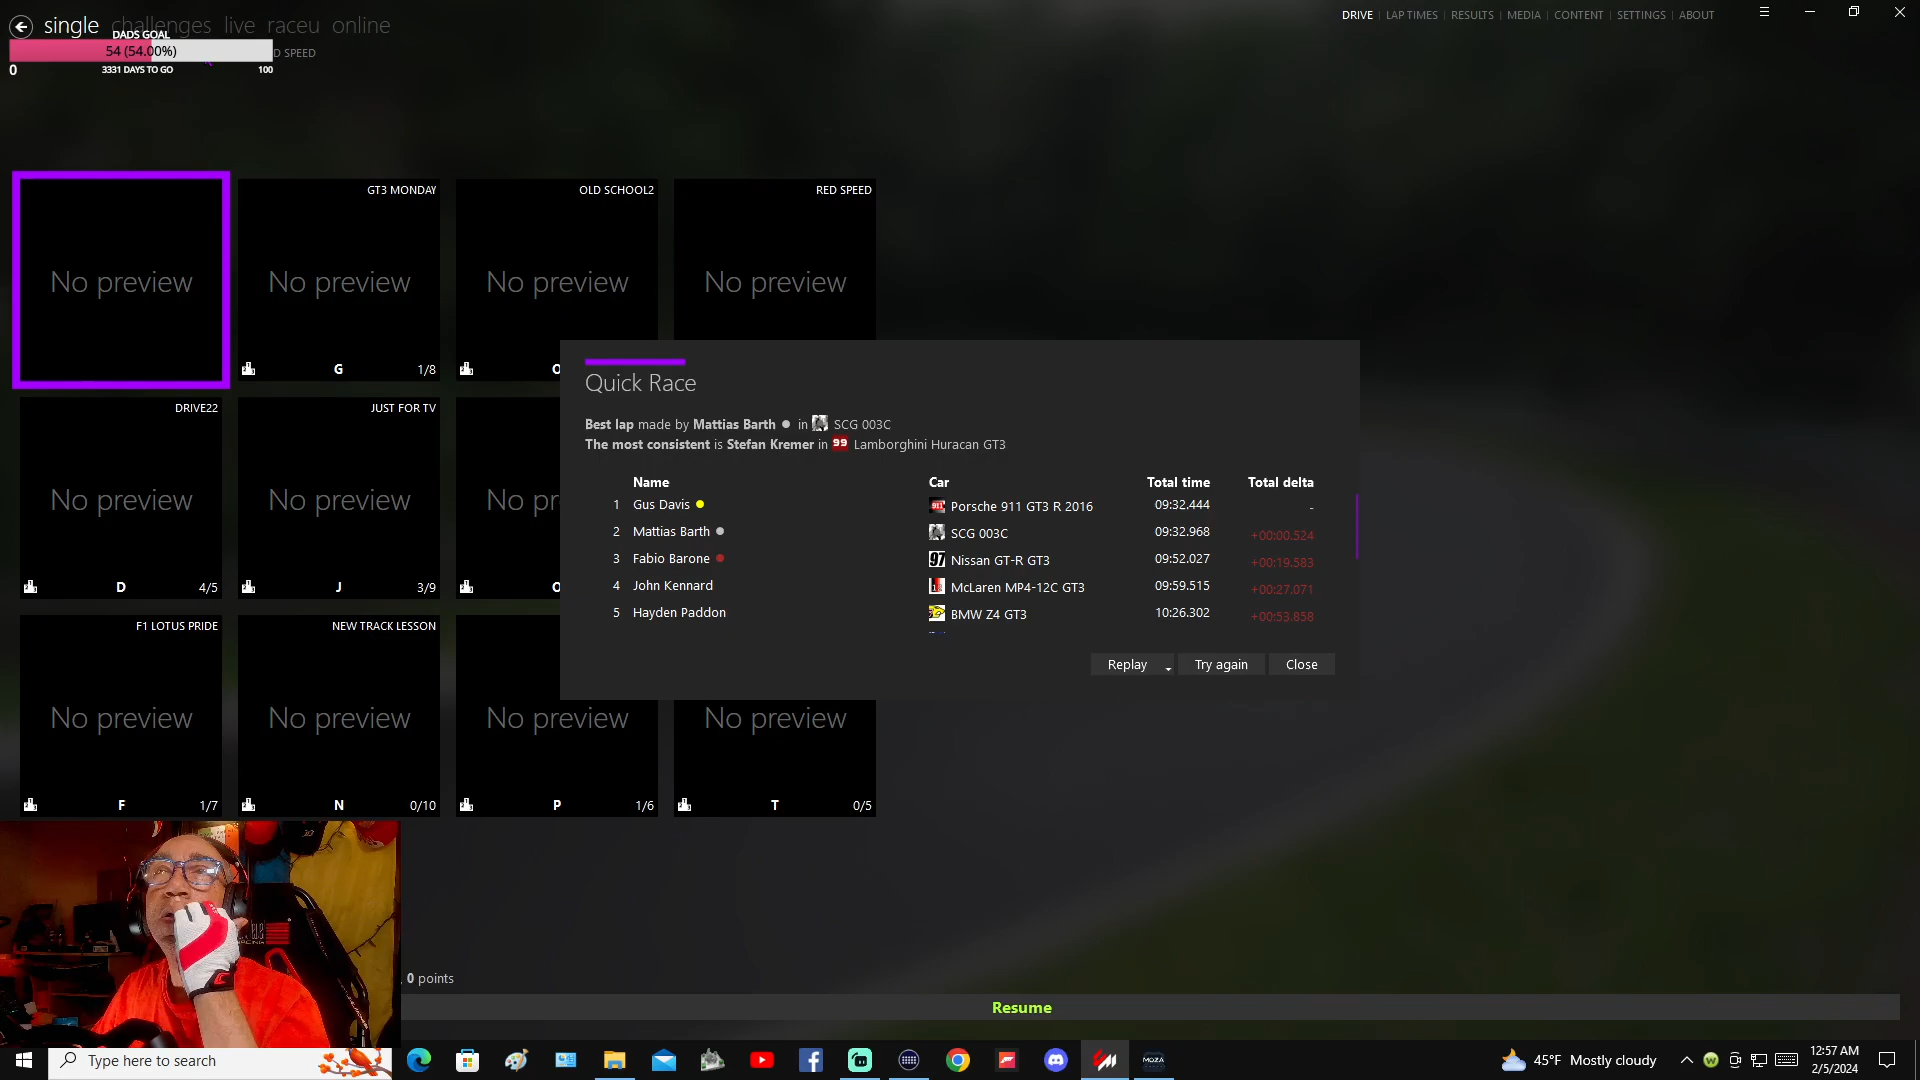 single challenges live raceu online
DRIVE | LAP TIMES | RESULTS | MEDIA | CONTENT | SETTINGS | ABOUT
DADS GOAL
54 (54.00%)
D SPEED
0 3331 DAYS TO GO 100
No preview
GT3 MONDAY
No preview
G 1/8
OLD SCHOOL2
No preview
RED SPEED
No preview
DRIVE22
No preview
D 4/5
JUST FOR TV
No preview
J 3/9
No pr
F1 LOTUS PRIDE
No preview
F 1/7
NEW TRACK LESSON
No preview
N 0/10
No preview
P 1/6
No preview
T 0/5
Quick Race
Best lap made by Mattias Barth in SCG 003C
The most consistent is Stefan Kremer in 99 Lamborghini Huracan GT3
Name Car Total time Total delta
1 Gus Davis 911 Porsche 911 GT3 R 2016 09:32.444 -
2 Mattias Barth SCG 003C 09:32.968 +00:00.524
3 Fabio Barone 97 Nissan GT-R GT3 09:52.027 +00:19.583
4 John Kennard McLaren MP4-12C GT3 09:59.515 +00:27.071
5 Hayden Paddon BMW Z4 GT3 10:26.302 +00:53.858
Replay Try again Close
0 points
Resume
Type here to search
MOZA
45°F Mostly cloudy
12:57 AM
2/5/2024